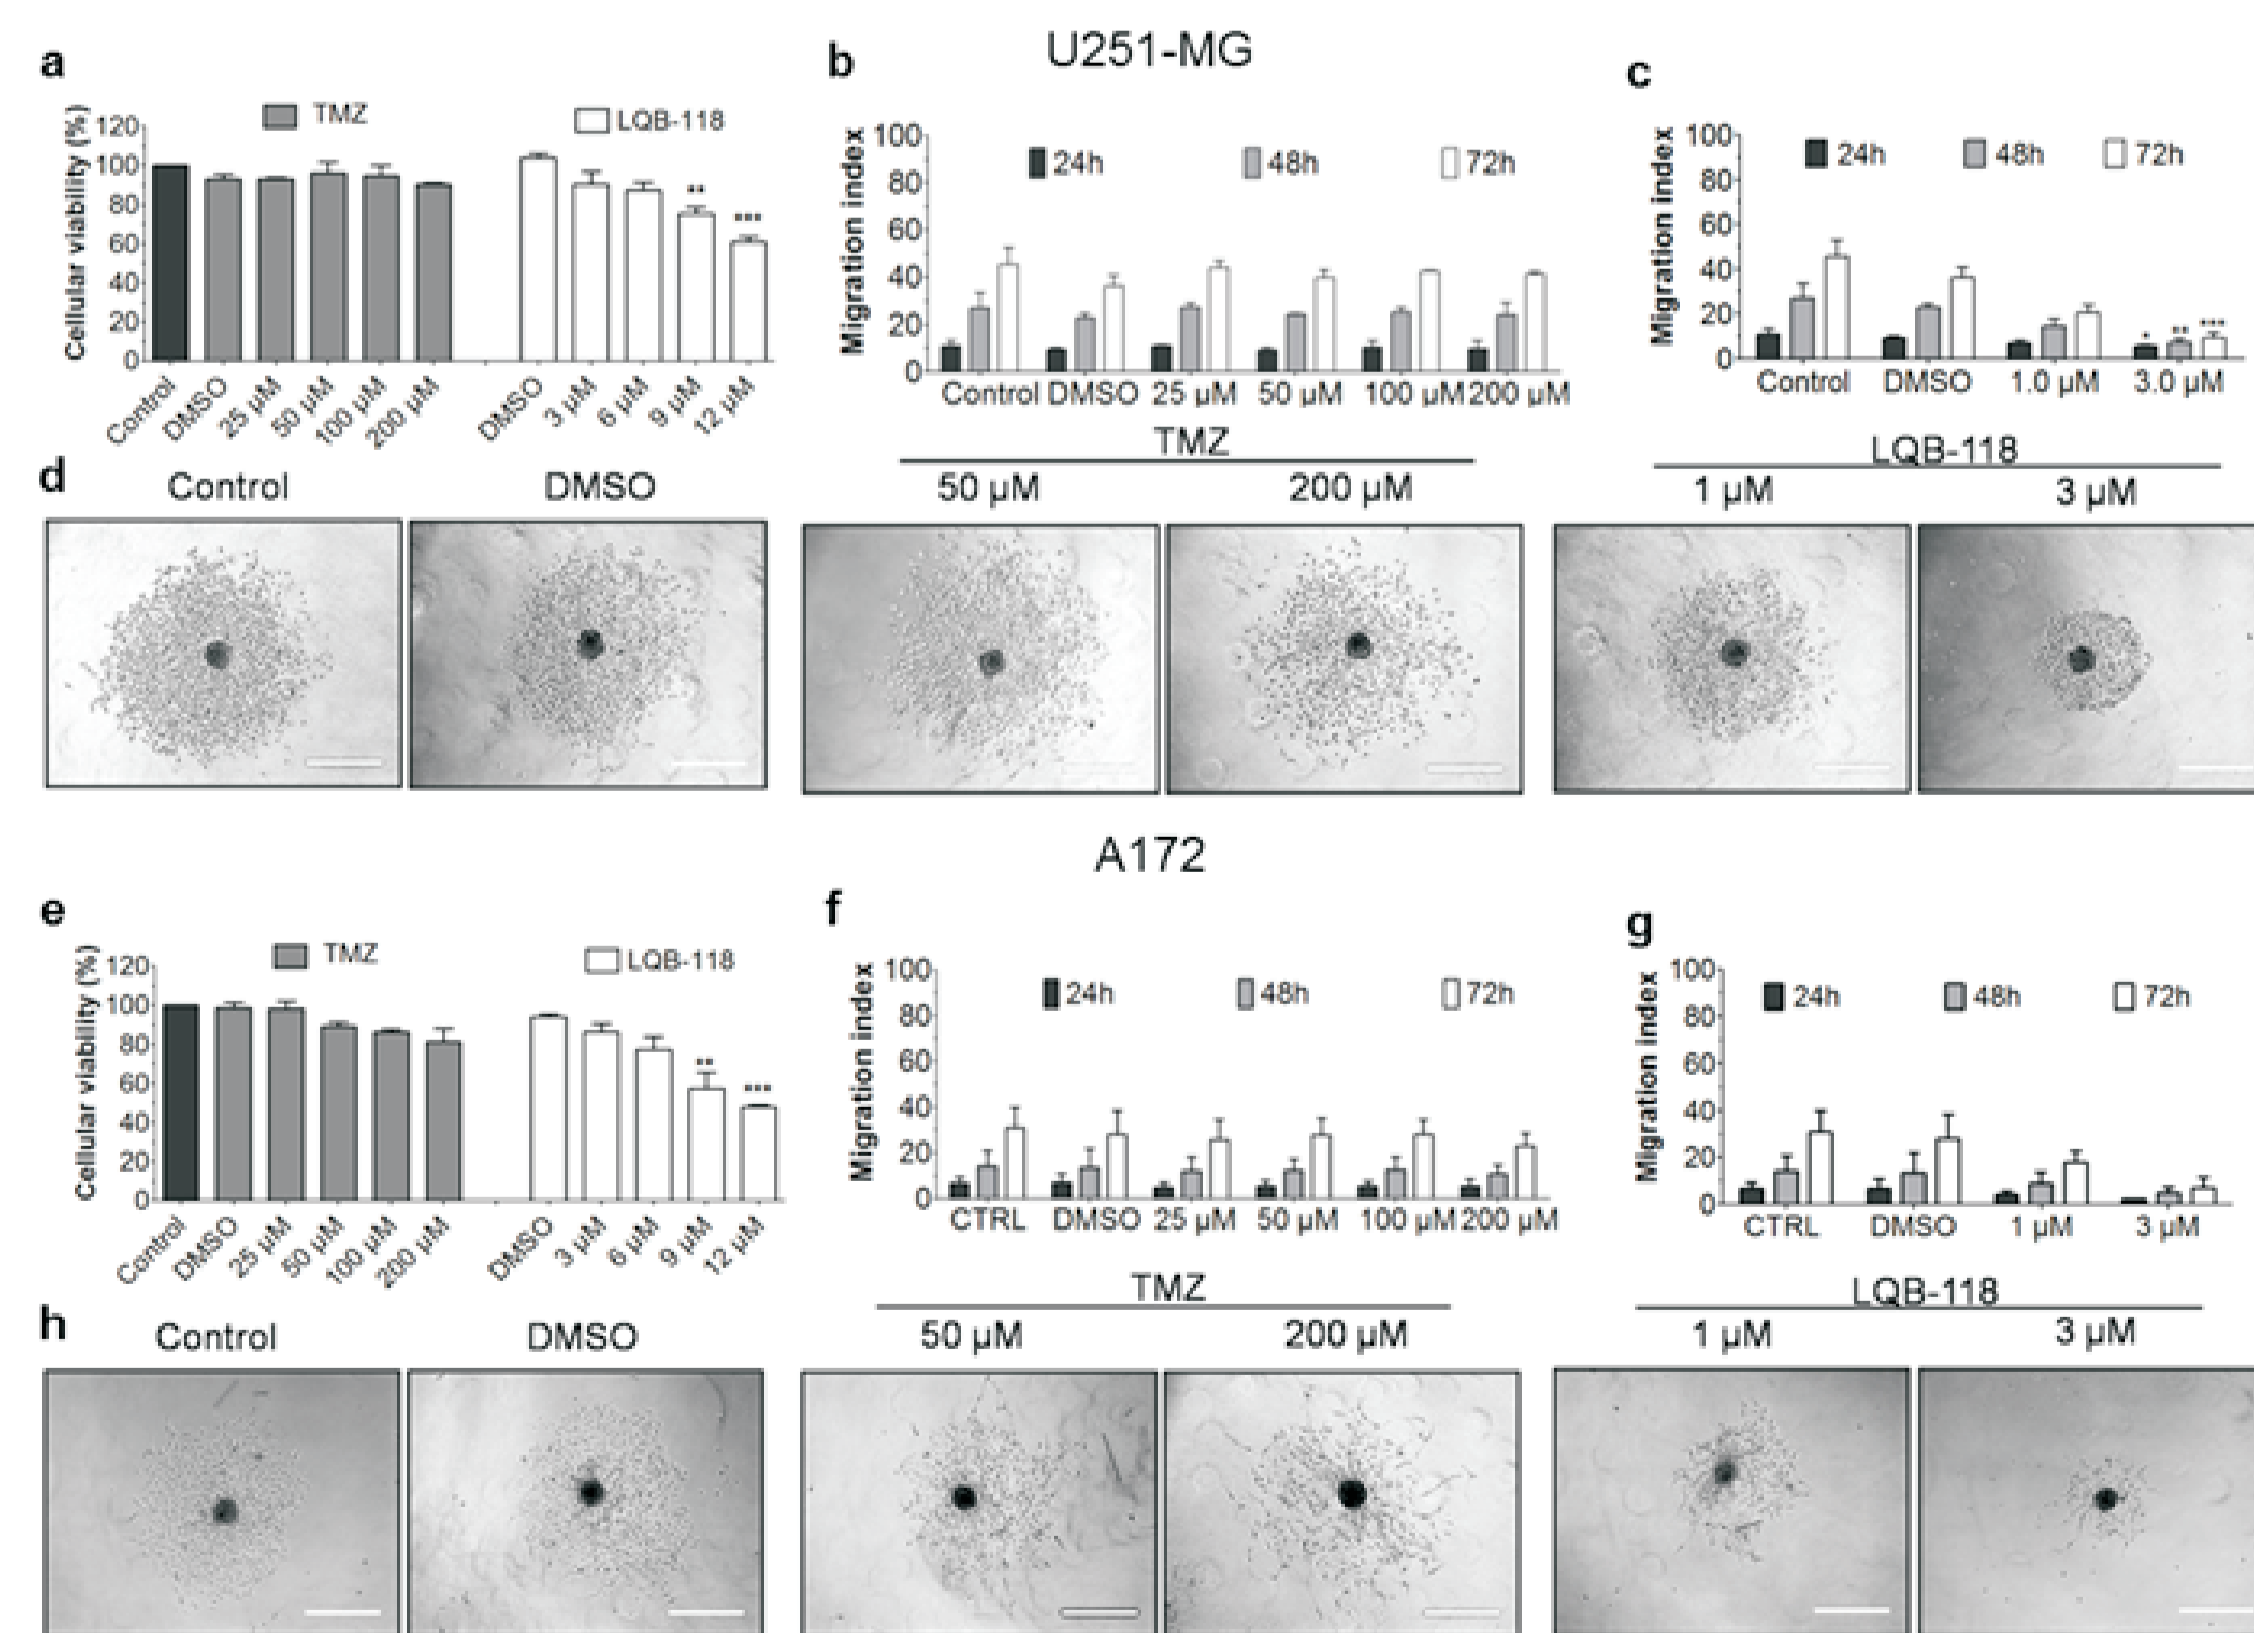 U251-MG
a
TMZ
LQB-118
Cellular viability (%)
120
100
80
60
40
20
0
**
***
Control
DMSO
25 µM
50 µM
100 µM
200 µM
DMSO
3 µM
6 µM
9 µM
12 µM
b
Migration index
100
80
60
40
20
0
24h
48h
72h
Control DMSO 25 µM 50 µM 100 µM 200 µM
c
Migration index
100
80
60
40
20
0
24h
48h
72h
* ** ***
Control DMSO 1.0 µM 3.0 µM
d
TMZ
LQB-118
Control
DMSO
50 µM
200 µM
1 µM
3 µM
A172
e
TMZ
LQB-118
Cellular viability (%)
120
100
80
60
40
20
0
**
***
Control
DMSO
25 µM
50 µM
100 µM
200 µM
DMSO
3 µM
6 µM
9 µM
12 µM
f
Migration index
100
80
60
40
20
0
24h
48h
72h
CTRL DMSO 25 µM 50 µM 100 µM 200 µM
g
Migration index
100
80
60
40
20
0
24h
48h
72h
CTRL DMSO 1 µM 3 µM
h
TMZ
LQB-118
Control
DMSO
50 µM
200 µM
1 µM
3 µM